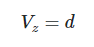 V_z = d